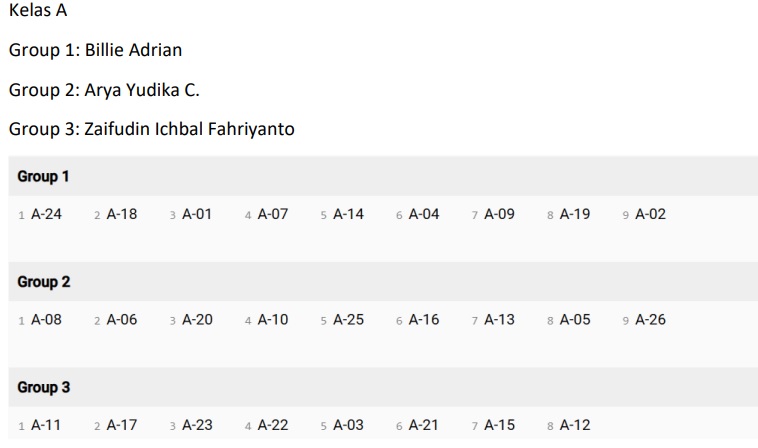 Kelas A
Group 1: Billie Adrian
Group 2: Arya Yudika C.
Group 3: Zaifudin Ichbal Fahriyanto
Group 1
1 A-24 2 A-18 3 A-01 4 A-07 5 A-14 6 A-04 7 A-09 8 A-19 9 A-02
Group 2
1 A-08 2 A-06 3 A-20 4 A-10 5 A-25 6 A-16 7 A-13 8 A-05 9 A-26
Group 3
1 A-11 2 A-17 3 A-23 4 A-22 5 A-03 6 A-21 7 A-15 8 A-12